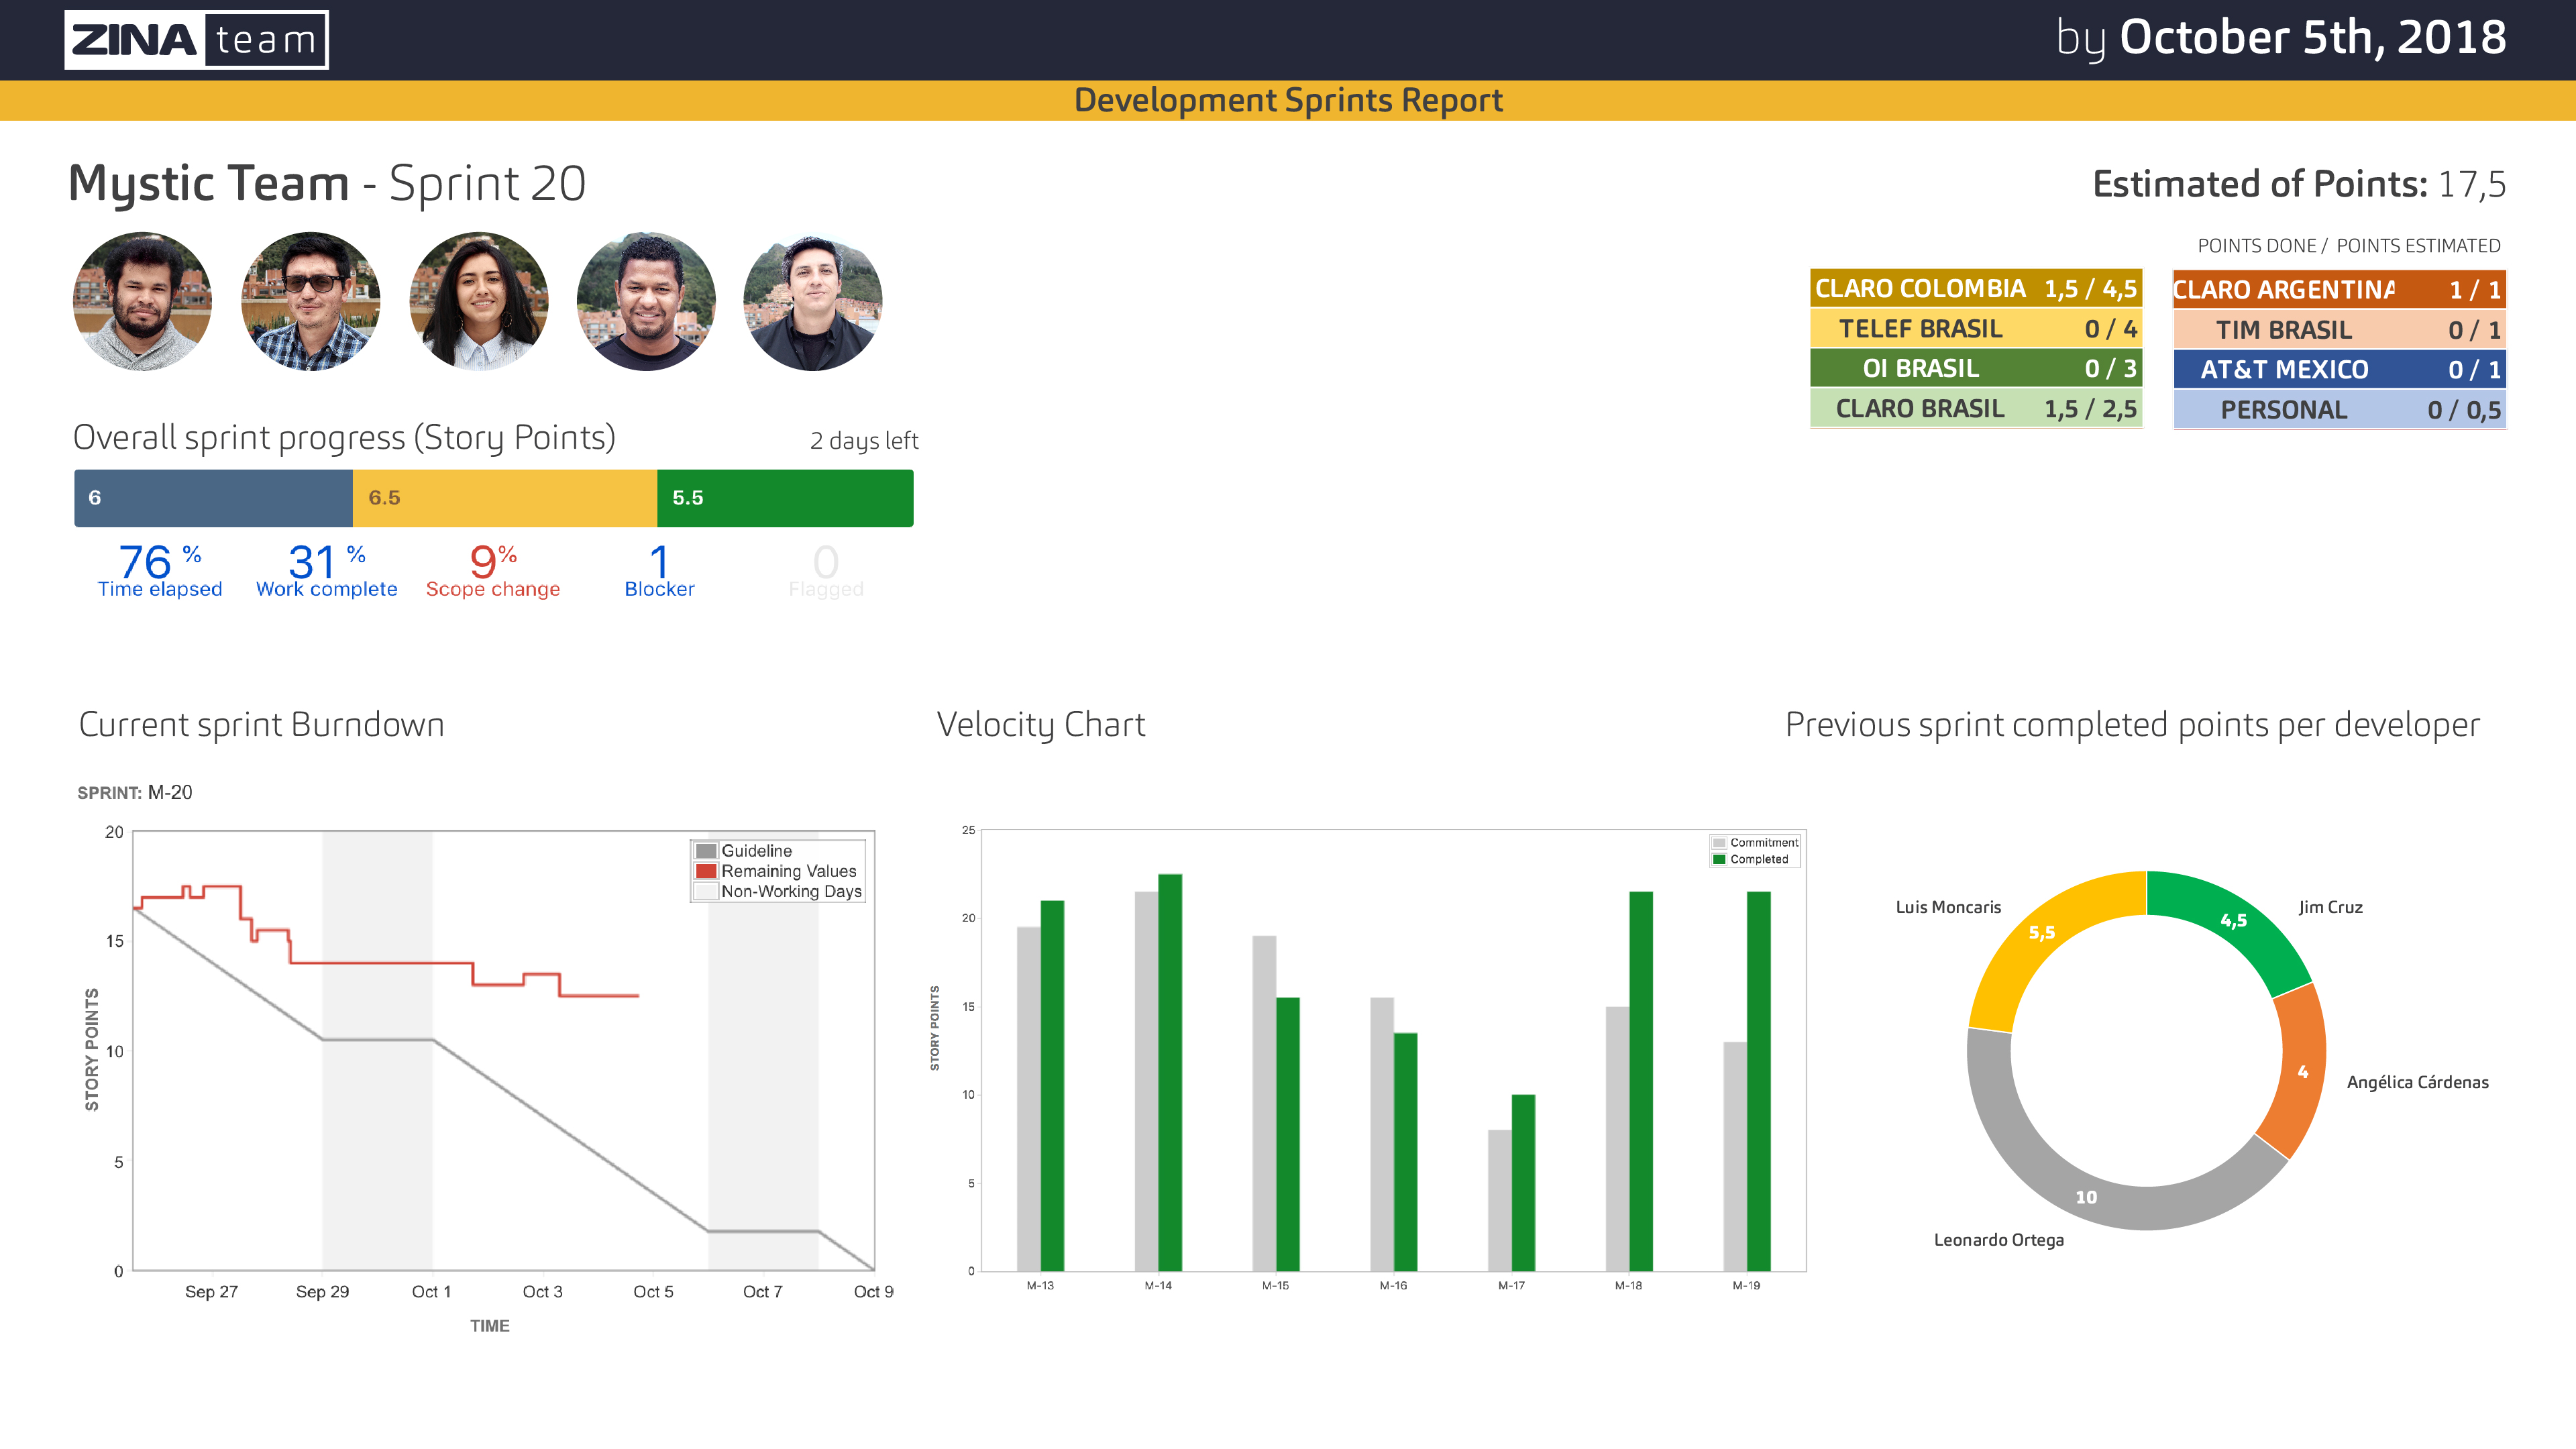 ZINA team
by October 5th, 2018
Development Sprints Report
Mystic Team - Sprint 20
Estimated of Points: 17,5
POINTS DONE / POINTS ESTIMATED
CLARO COLOMBIA 1,5 / 4,5
TELEF BRASIL 0 / 4
OI BRASIL 0 / 3
CLARO BRASIL 1,5 / 2,5
CLARO ARGENTINA 1 / 1
TIM BRASIL 0 / 1
AT&T MEXICO 0 / 1
PERSONAL 0 / 0,5
Overall sprint progress (Story Points)
2 days left
6 6.5 5.5
76 % 31 % 9% 1 0
Time elapsed Work complete Scope change Blocker Flagged
Current sprint Burndown
SPRINT: M-20
20
15
10
5
0
STORY POINTS
Guideline
Remaining Values
Non-Working Days
Sep 27 Sep 29 Oct 1 Oct 3 Oct 5 Oct 7 Oct 9
TIME
Velocity Chart
25
20
15
10
5
0
STORY POINTS
Commitment
Completed
M-13 M-14 M-15 M-16 M-17 M-18 M-19
Previous sprint completed points per developer
Luis Moncaris
5,5
4,5
Jim Cruz
4
Angélica Cárdenas
10
Leonardo Ortega